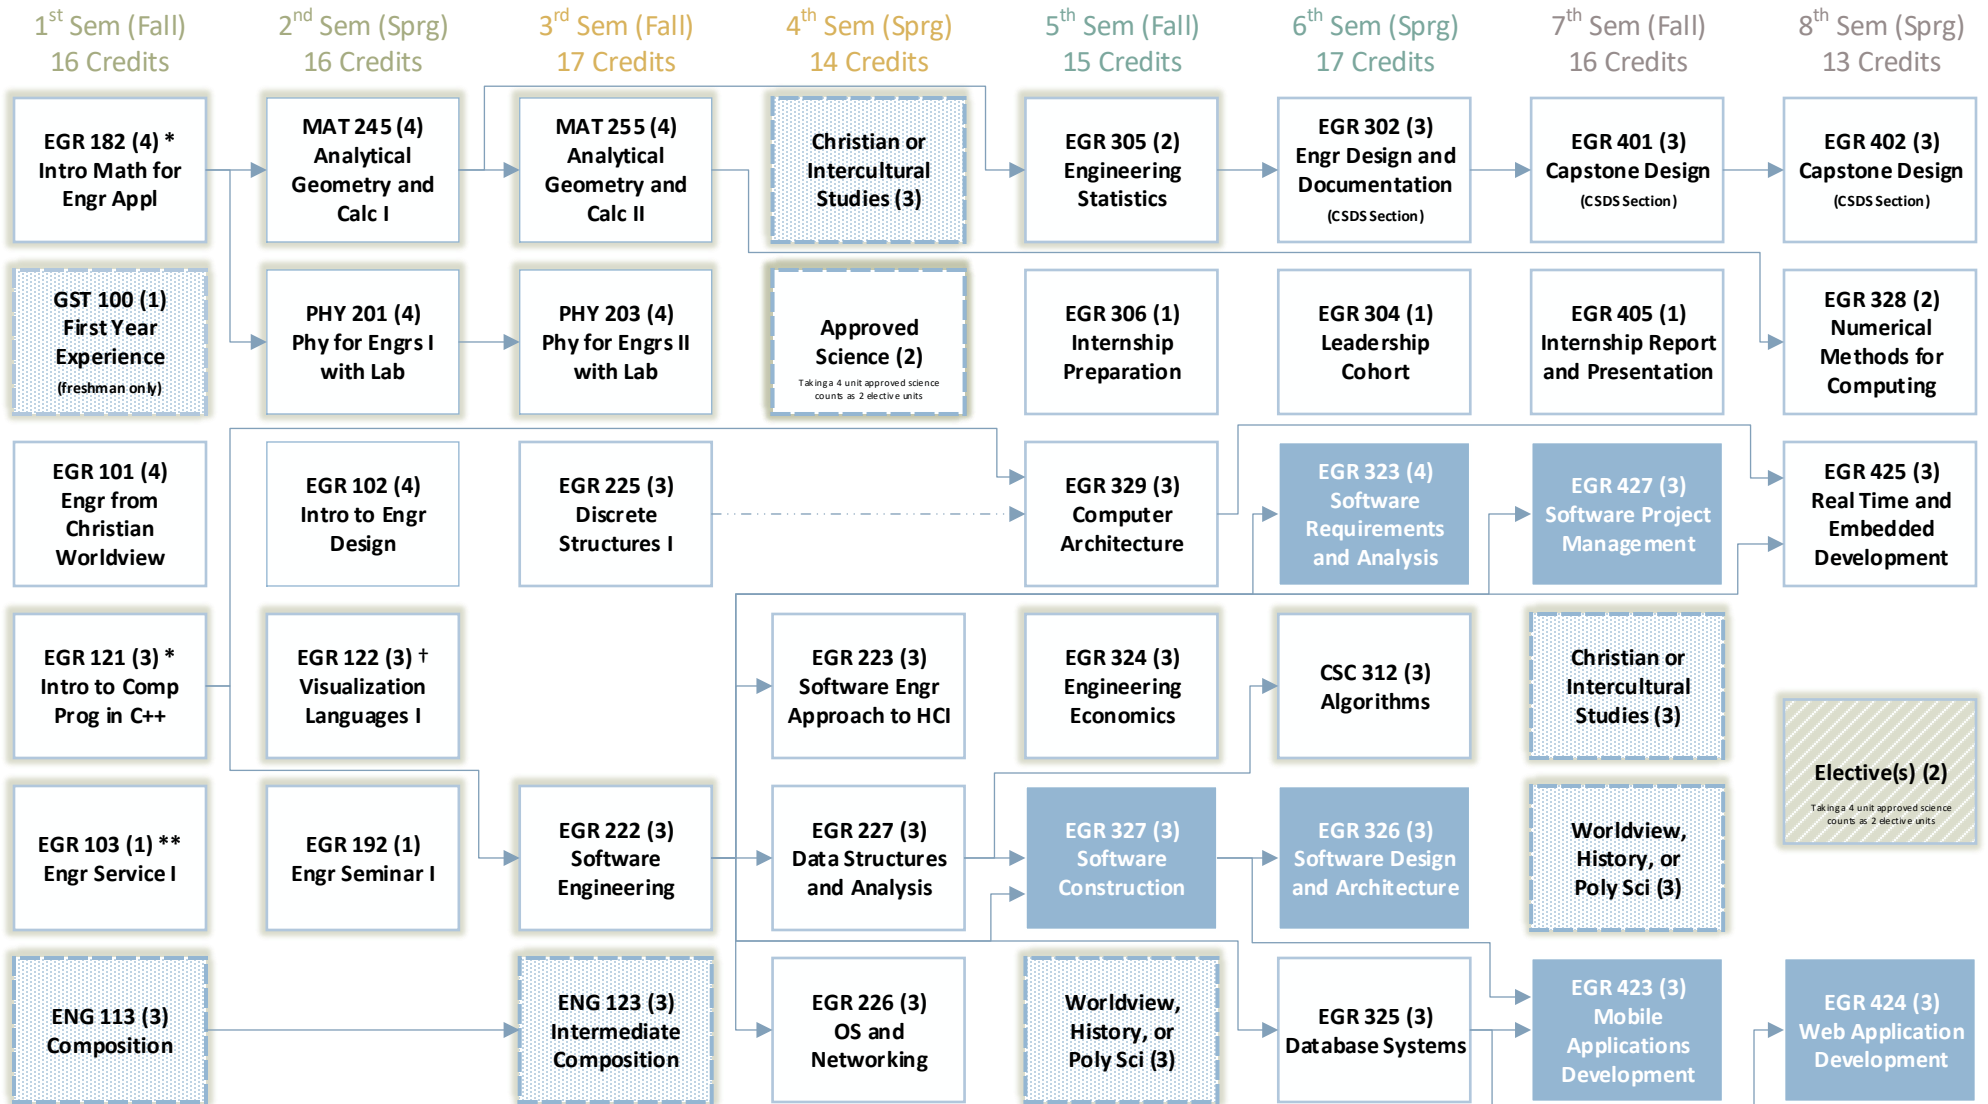 1st Sem (Fall)
16 Credits
2nd Sem (Sprg)
16 Credits
3rd Sem (Fall)
17 Credits
4th Sem (Sprg)
14 Credits
5th Sem (Fall)
15 Credits
6th Sem (Sprg)
17 Credits
7th Sem (Fall)
16 Credits
8th Sem (Sprg)
13 Credits
EGR 182 (4) *
Intro Math for
Engr Appl
MAT 245 (4)
Analytical
Geometry and
Calc I
MAT 255 (4)
Analytical
Geometry and
Calc II
Christian or
Intercultural
Studies (3)
EGR 305 (2)
Engineering
Statistics
EGR 302 (3)
Engr Design and
Documentation
(CSDS Section)
EGR 401 (3)
Capstone Design
(CSDS Section)
EGR 402 (3)
Capstone Design
(CSDS Section)
GST 100 (1)
First Year
Experience
(freshman only)
PHY 201 (4)
Phy for Engrs I
with Lab
PHY 203 (4)
Phy for Engrs II
with Lab
Approved
Science (2)
Taking a 4 unit approved science
counts as 2 elective units
EGR 306 (1)
Internship
Preparation
EGR 304 (1)
Leadership
Cohort
EGR 405 (1)
Internship Report
and Presentation
EGR 328 (2)
Numerical
Methods for
Computing
EGR 101 (4)
Engr from
Christian
Worldview
EGR 102 (4)
Intro to Engr
Design
EGR 225 (3)
Discrete
Structures I
EGR 329 (3)
Computer
Architecture
EGR 323 (4)
Software
Requirements
and Analysis
EGR 427 (3)
Software Project
Management
EGR 425 (3)
Real Time and
Embedded
Development
EGR 121 (3) *
Intro to Comp
Prog in C++
EGR 122 (3) †
Visualization
Languages I
EGR 223 (3)
Software Engr
Approach to HCI
EGR 324 (3)
Engineering
Economics
CSC 312 (3)
Algorithms
Christian or
Intercultural
Studies (3)
Elective(s) (2)
Taking a 4 unit approved science
counts as 2 elective units
EGR 103 (1) **
Engr Service I
EGR 192 (1)
Engr Seminar I
EGR 222 (3)
Software
Engineering
EGR 227 (3)
Data Structures
and Analysis
EGR 327 (3)
Software
Construction
EGR 326 (3)
Software Design
and Architecture
Worldview,
History, or
Poly Sci (3)
ENG 113 (3)
Composition
ENG 123 (3)
Intermediate
Composition
EGR 226 (3)
OS and
Networking
Worldview,
History, or
Poly Sci (3)
EGR 325 (3)
Database Systems
EGR 423 (3)
Mobile
Applications
Development
EGR 424 (3)
Web Application
Development